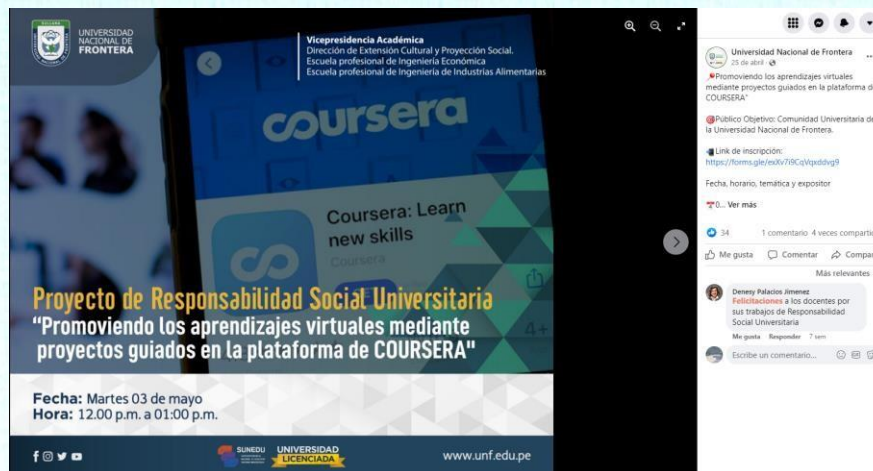 UNIVERSIDAD
NACIONAL DE
FRONTERA
Vicepresidencia Académica
Dirección de Extensión Cultural y Proyección Social.
Escuela profesional de Ingeniería Económica
Escuela profesional de Ingeniería de Industrias Alimentarias
coursera
Coursera: Learn
new skills
Coursera
4+
Proyecto de Responsabilidad Social Universitaria
"Promoviendo los aprendizajes virtuales mediante
proyectos guiados en la plataforma de COURSERA"
Fecha: Martes 03 de mayo
Hora: 12.00 p.m. a 01:00 p.m.
SUNEDU
UNIVERSIDAD
LICENCIADA
www.unf.edu.pe
Universidad Nacional de Frontera
25 de abril
Promoviendo los aprendizajes virtuales
mediante proyectos guiados en la plataforma d
COURSERA"
Público Objetivo: Comunidad Universitaria de
la Universidad Nacional de Frontera.
Link de inscripción:
Fecha, horario, temática y expositor
0... Ver más
34
1 comentario 4 veces compartic
Me gusta Comentar Compar
Más relevantes
Denesy Palacios Jimenez
Felicitaciones a los docentes por
sus trabajos de Responsabilidad
Social Universitaria
Me gusta Responder 7 sem
Escribe un comentario...